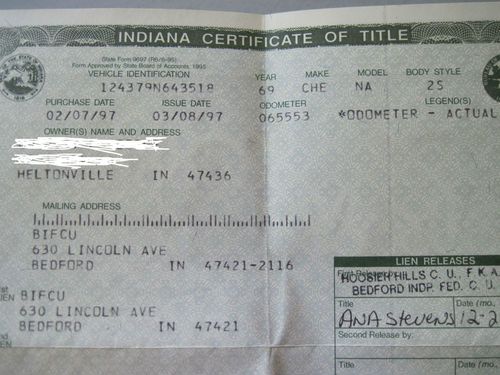 INDIANA CERTIFICATE OF TITLE
State Form 9697 (R6/6-95)
Form Approved by State Board of Accounts, 1995
VEHICLE IDENTIFICATION YEAR MAKE MODEL BODY STYLE
124379N643518 69 CHE NA 2S
PURCHASE DATE ISSUE DATE ODOMETER LEGEND(S)
02/07/97 03/08/97 065553 *ODOMETER - ACTUAL
OWNER(S) NAME AND ADDRESS
HELTONVILLE IN 47436
MAILING ADDRESS
BIFCU
630 LINCOLN AVE
BEDFORD IN 47421-2116
LIEN RELEASES
HOOSIER HILLS C. U., F.K.A.
BEDFORD INDP. FED. C. U.
BIFCU
630 LINCOLN AVE
BEDFORD IN 47421
Title Date (mo.
ANA Stevens 12-2
Second Release by:
Title Date (mo.